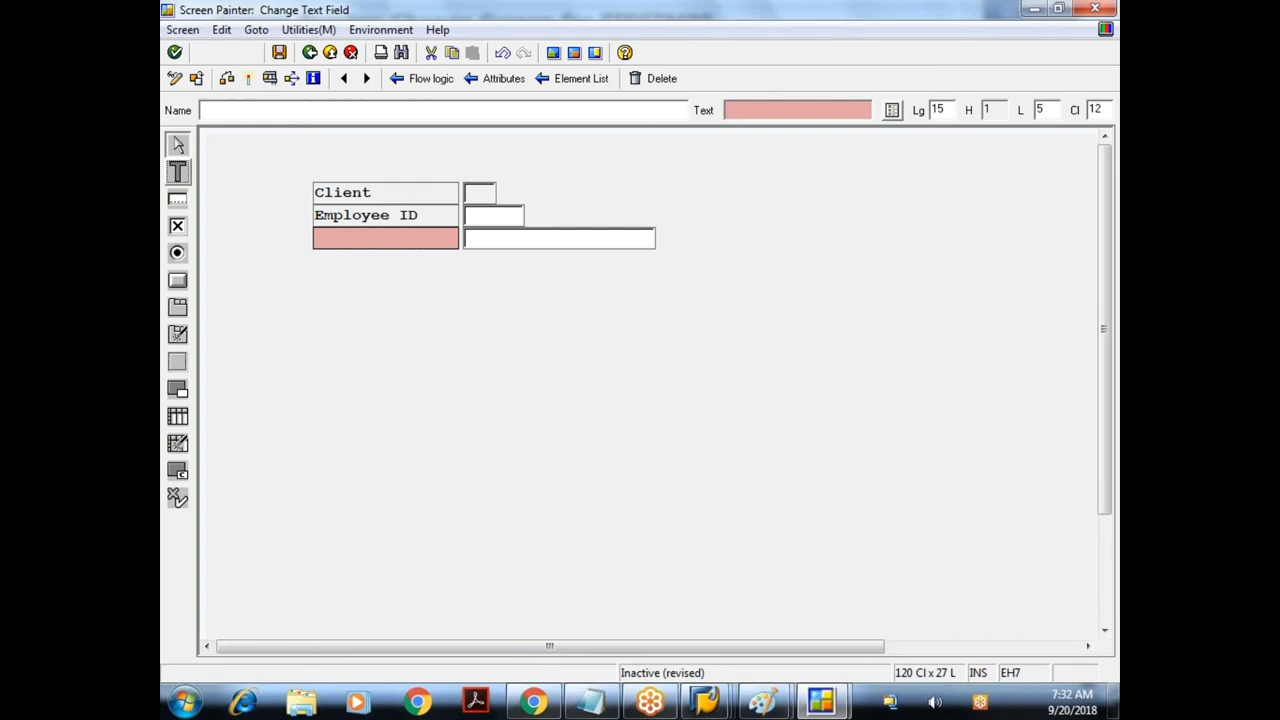 Screen Painter: Change Text Field
Screen Edit Goto Utilities(M) Environment Help
Flow logic Attributes Element List Delete
Name Text Lg 15 H 1 L 5 Cl 12
Client
Employee ID
Inactive (revised) 120 Cl x 27 L INS EH7
7:32 AM
9/20/2018